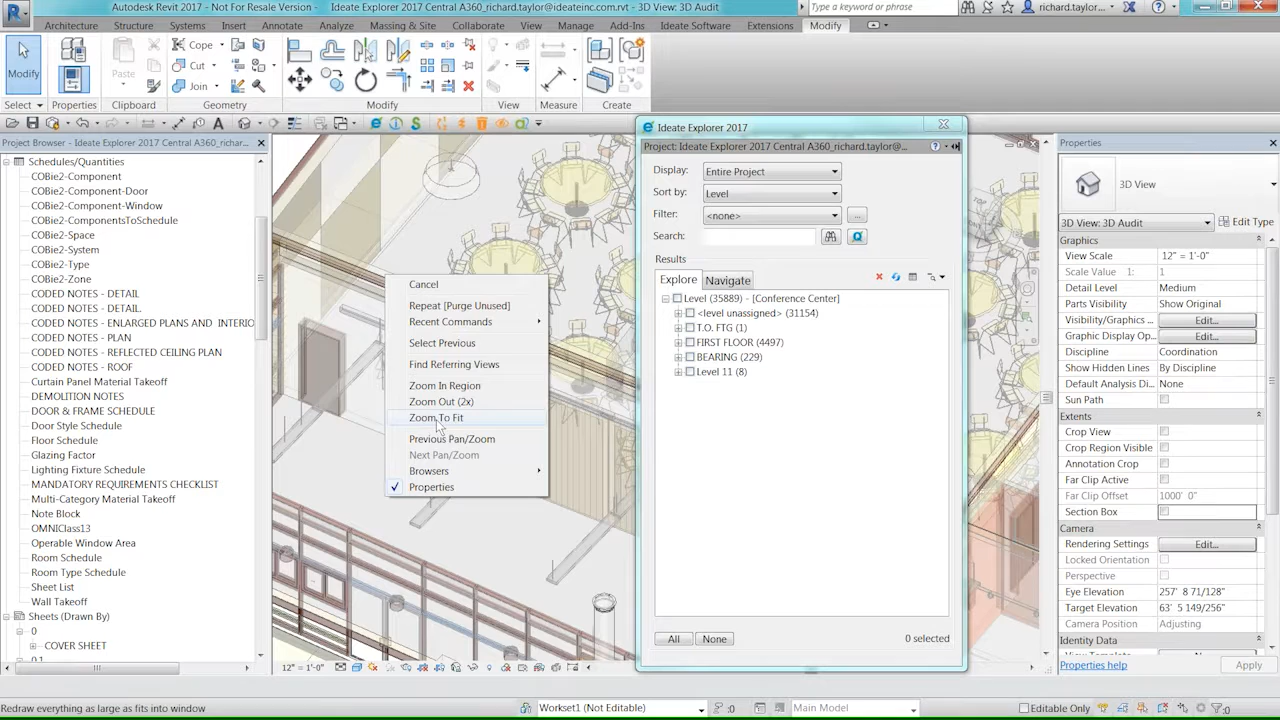 Autodesk Revit 2017 - Not For Resale Version - Ideate Explorer 2017 Central A360_richard.taylor@ideateinc.com.rvt - 3D View: 3D Audit
Type a keyword or phrase
richard.taylor...
Architecture Structure Systems Insert Annotate Analyze Massing & Site Collaborate View Manage Add-Ins Ideate Software Extensions Modify
Modify
Paste
Cope
Cut
Join
Select Properties Clipboard Geometry Modify View Measure Create
Project Browser - Ideate Explorer 2017 Central A360_richar...
Schedules/Quantities
COBie2-Component
COBie2-Component-Door
COBie2-Component-Window
COBie2-ComponentsToSchedule
COBie2-Space
COBie2-System
COBie2-Type
COBie2-Zone
CODED NOTES - DETAIL
CODED NOTES - DETAIL.
CODED NOTES - ENLARGED PLANS AND INTERIO
CODED NOTES - PLAN
CODED NOTES - REFLECTED CEILING PLAN
CODED NOTES - ROOF
Curtain Panel Material Takeoff
DEMOLITION NOTES
DOOR & FRAME SCHEDULE
Door Style Schedule
Floor Schedule
Glazing Factor
Lighting Fixture Schedule
MANDATORY REQUIREMENTS CHECKLIST
Multi-Category Material Takeoff
Note Block
OMNIClass13
Operable Window Area
Room Schedule
Room Type Schedule
Sheet List
Wall Takeoff
Sheets (Drawn By)
0
COVER SHEET
0.1
Cancel
Repeat [Purge Unused]
Recent Commands
Select Previous
Find Referring Views
Zoom In Region
Zoom Out (2x)
Zoom To Fit
Previous Pan/Zoom
Next Pan/Zoom
Browsers
Properties
12" = 1'-0"
Ideate Explorer 2017
Project: Ideate Explorer 2017 Central A360_richard.taylor@...
Display: Entire Project
Sort by: Level
Filter: <none> ...
Search:
Results
Explore Navigate
Level (35889) - [Conference Center]
<level unassigned> (31154)
T.O. FTG (1)
FIRST FLOOR (4497)
BEARING (229)
Level 11 (8)
All None 0 selected
Properties
3D View
3D View: 3D Audit Edit Type
Graphics
View Scale 12" = 1'-0"
Scale Value 1: 1
Detail Level Medium
Parts Visibility Show Original
Visibility/Graphics ... Edit...
Graphic Display Op... Edit...
Discipline Coordination
Show Hidden Lines By Discipline
Default Analysis Di... None
Sun Path
Extents
Crop View
Crop Region Visible
Annotation Crop
Far Clip Active
Far Clip Offset 1000' 0"
Section Box
Camera
Rendering Settings Edit...
Locked Orientation
Perspective
Eye Elevation 257' 8 71/128"
Target Elevation 63' 5 149/256"
Camera Position Adjusting
Identity Data
Properties help Apply
Redraw everything as large as fits into window
Workset1 (Not Editable) :0 Main Model Editable Only :0